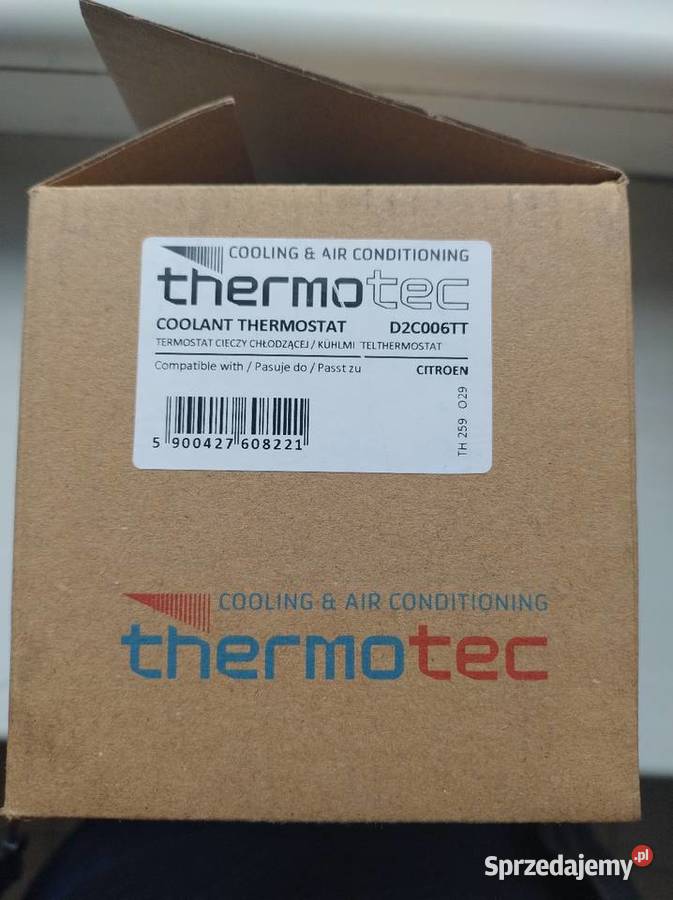 COOLING & AIR CONDITIONING
thermotec
COOLANT THERMOSTAT D2C006TT
TERMOSTAT CIECZY CHŁODZĄCEJ / KÜHLMI TELTHERMOSTAT
Compatible with / Pasuje do / Passt zu CITROEN
TH 259 O29
5 900427 608221
COOLING & AIR CONDITIONING
thermotec
Sprzedajemy.pl